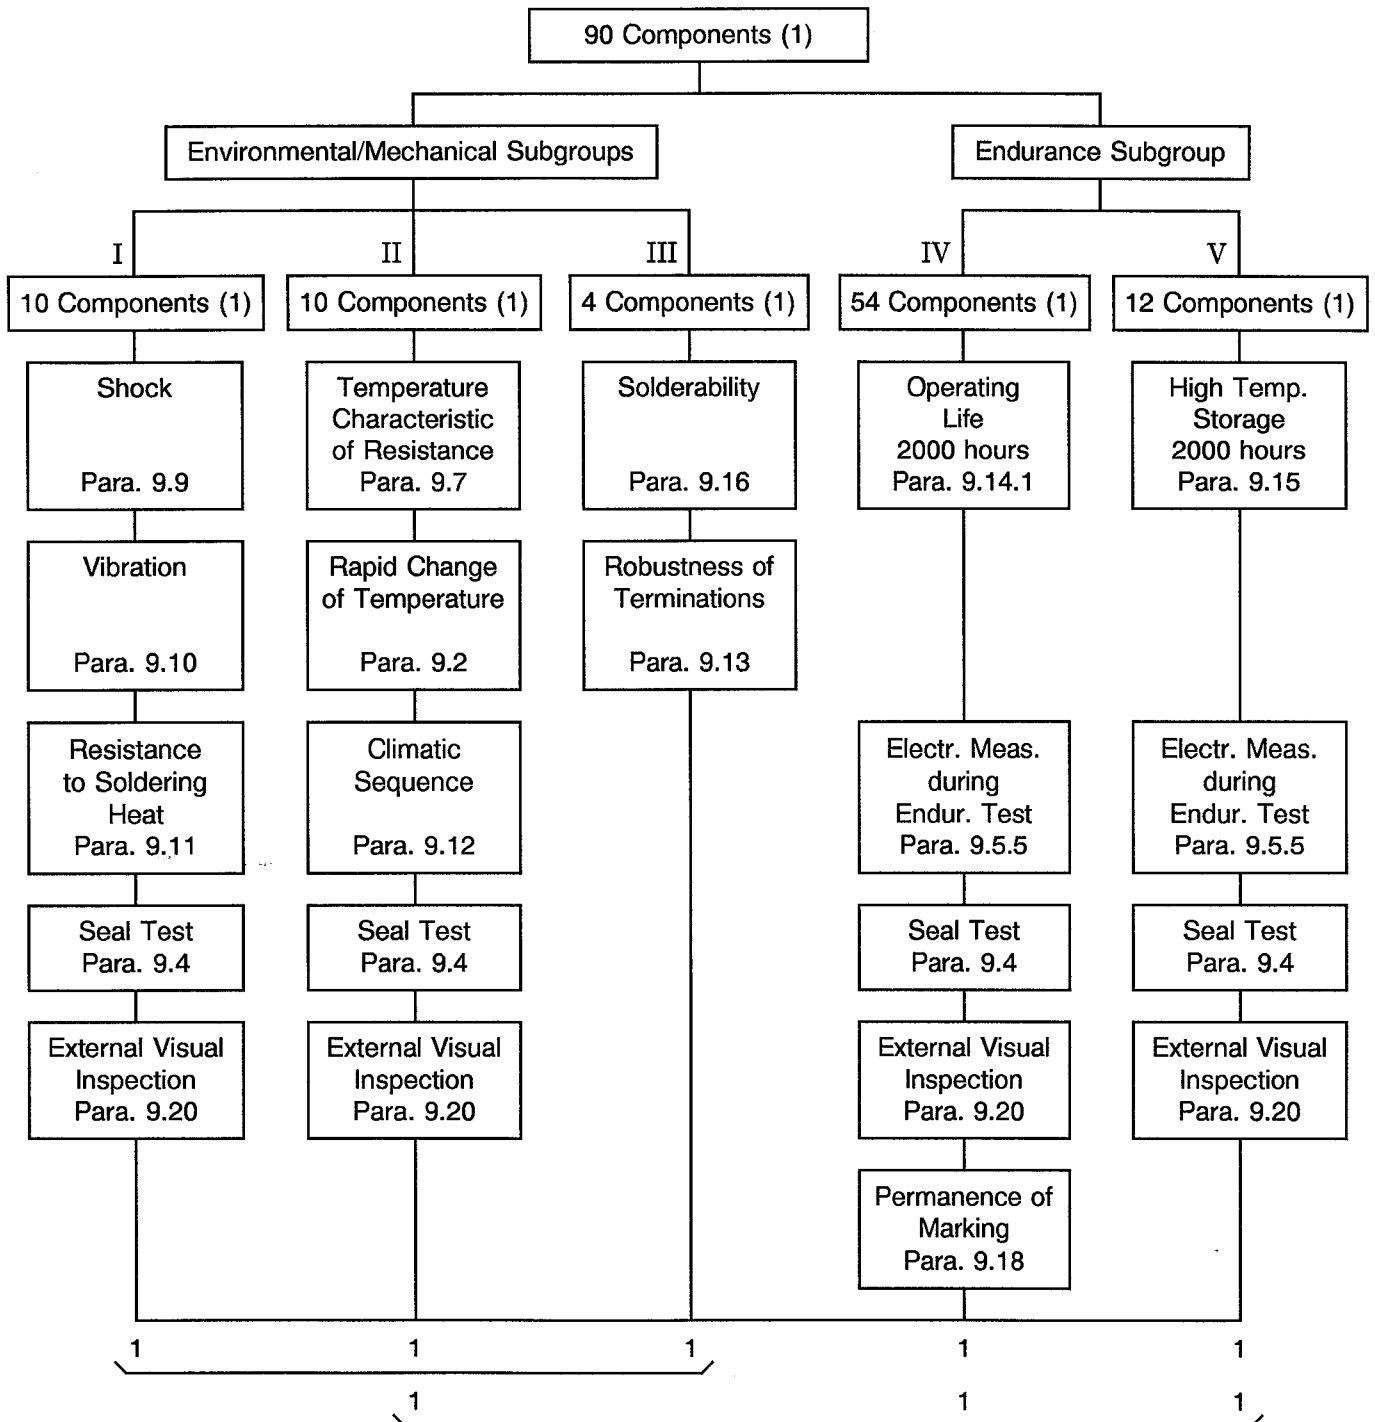 90 Components (1)
Environmental/Mechanical Subgroups
Endurance Subgroup
I
II
III
IV
V
10 Components (1)
10 Components (1)
4 Components (1)
54 Components (1)
12 Components (1)
Shock
Para. 9.9
Temperature
Characteristic
of Resistance
Para. 9.7
Solderability
Para. 9.16
Operating
Life
2000 hours
Para. 9.14.1
High Temp.
Storage
2000 hours
Para. 9.15
Vibration
Para. 9.10
Rapid Change
of Temperature
Para. 9.2
Robustness of
Terminations
Para. 9.13
Resistance
to Soldering
Heat
Para. 9.11
Climatic
Sequence
Para. 9.12
Electr. Meas.
during
Endur. Test
Para. 9.5.5
Electr. Meas.
during
Endur. Test
Para. 9.5.5
Seal Test
Para. 9.4
Seal Test
Para. 9.4
Seal Test
Para. 9.4
Seal Test
Para. 9.4
External Visual
Inspection
Para. 9.20
External Visual
Inspection
Para. 9.20
External Visual
Inspection
Para. 9.20
External Visual
Inspection
Para. 9.20
Permanence of
Marking
Para. 9.18
1
1
1
1
1
1
1
1